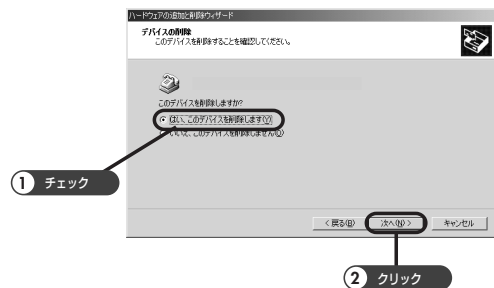 ハードウェアの追加と削除ウィザード
デバイスの削除
このデバイスを削除することを確認してください。
このデバイスを削除しますか?
はい、このデバイスを削除します(Y)
いいえ、このデバイスを削除しません(O)
1 チェック
< 戻る(B)
次へ(N) >
キャンセル
2 クリック